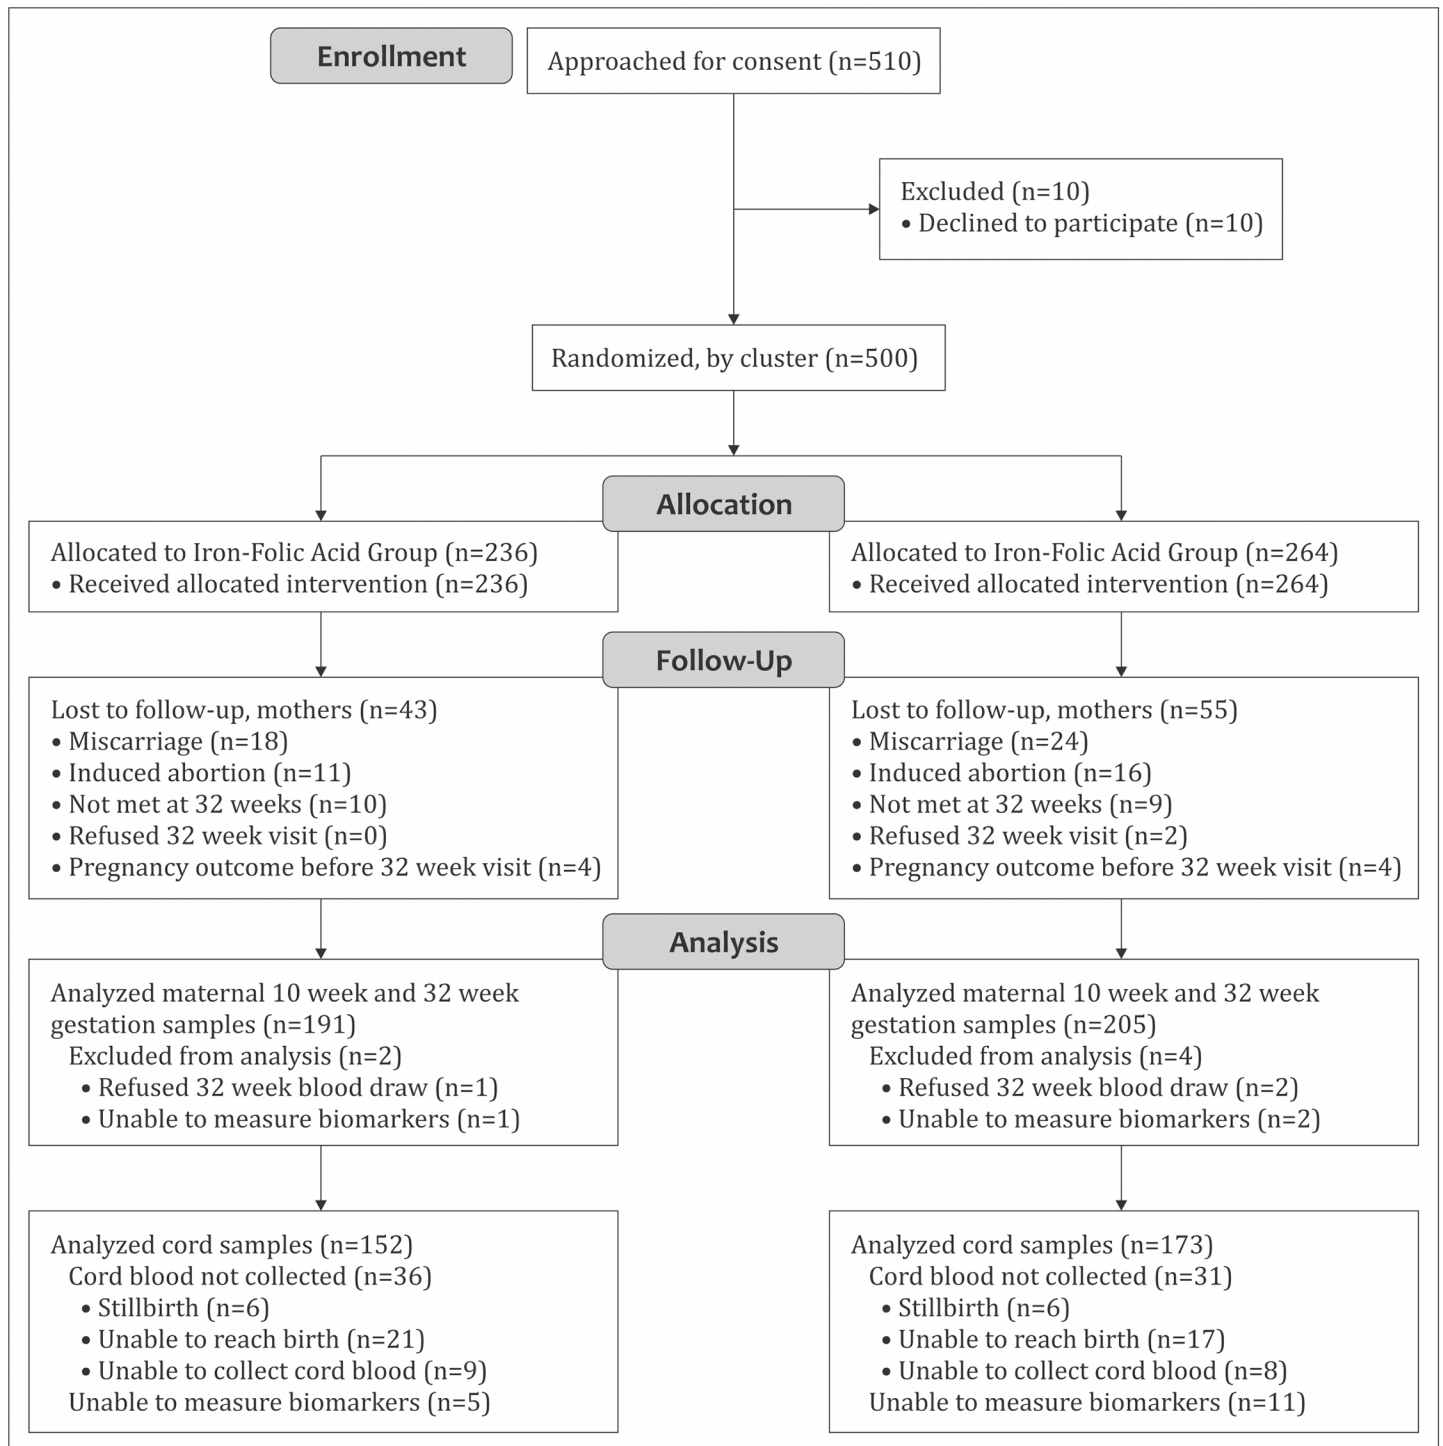 Enrollment
Approached for consent (n=510)
Excluded (n=10)
• Declined to participate (n=10)
Randomized, by cluster (n=500)
Allocation
Allocated to Iron-Folic Acid Group (n=236)
• Received allocated intervention (n=236)
Allocated to Iron-Folic Acid Group (n=264)
• Received allocated intervention (n=264)
Follow-Up
Lost to follow-up, mothers (n=43)
• Miscarriage (n=18)
• Induced abortion (n=11)
• Not met at 32 weeks (n=10)
• Refused 32 week visit (n=0)
• Pregnancy outcome before 32 week visit (n=4)
Lost to follow-up, mothers (n=55)
• Miscarriage (n=24)
• Induced abortion (n=16)
• Not met at 32 weeks (n=9)
• Refused 32 week visit (n=2)
• Pregnancy outcome before 32 week visit (n=4)
Analysis
Analyzed maternal 10 week and 32 week
gestation samples (n=191)
Excluded from analysis (n=2)
• Refused 32 week blood draw (n=1)
• Unable to measure biomarkers (n=1)
Analyzed maternal 10 week and 32 week
gestation samples (n=205)
Excluded from analysis (n=4)
• Refused 32 week blood draw (n=2)
• Unable to measure biomarkers (n=2)
Analyzed cord samples (n=152)
Cord blood not collected (n=36)
• Stillbirth (n=6)
• Unable to reach birth (n=21)
• Unable to collect cord blood (n=9)
Unable to measure biomarkers (n=5)
Analyzed cord samples (n=173)
Cord blood not collected (n=31)
• Stillbirth (n=6)
• Unable to reach birth (n=17)
• Unable to collect cord blood (n=8)
Unable to measure biomarkers (n=11)